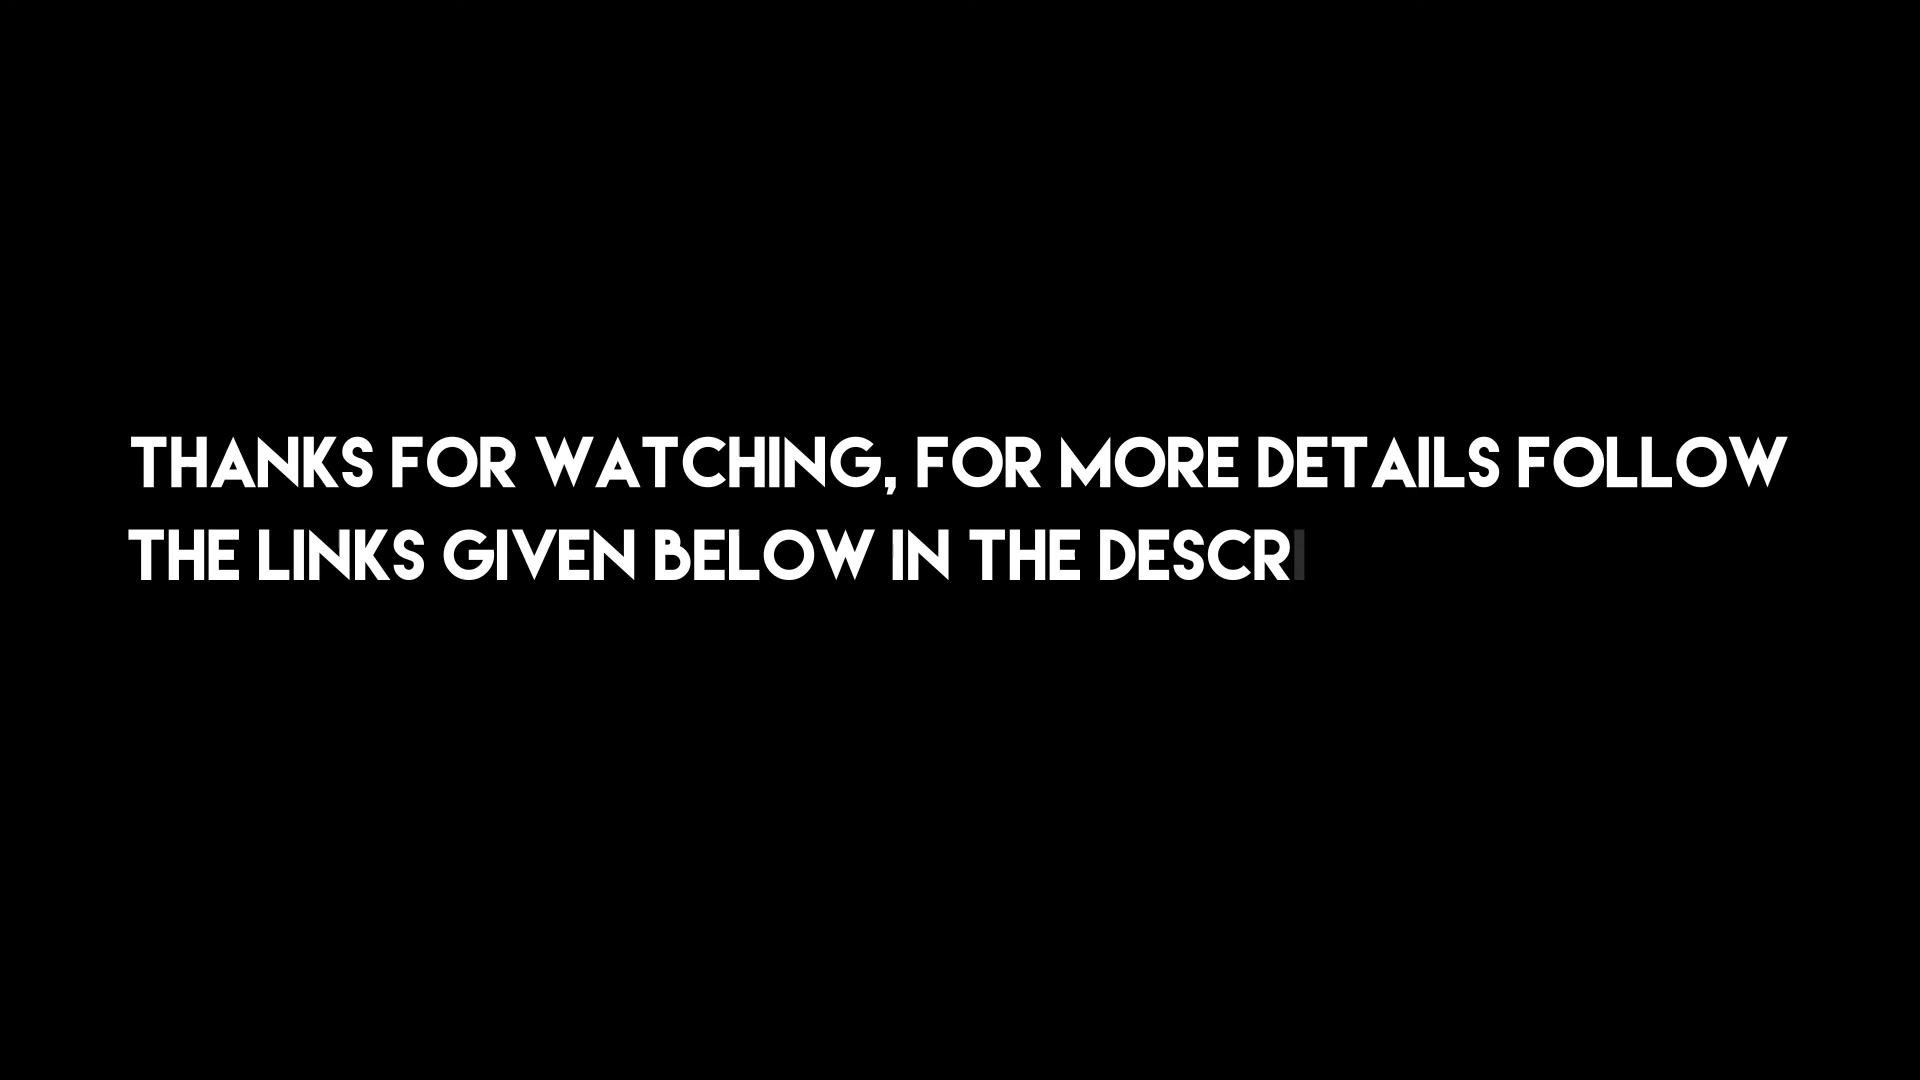 THANKS FOR WATCHING, FOR MORE DETAILS FOLLOW
THE LINKS GIVEN BELOW IN THE DESCRI